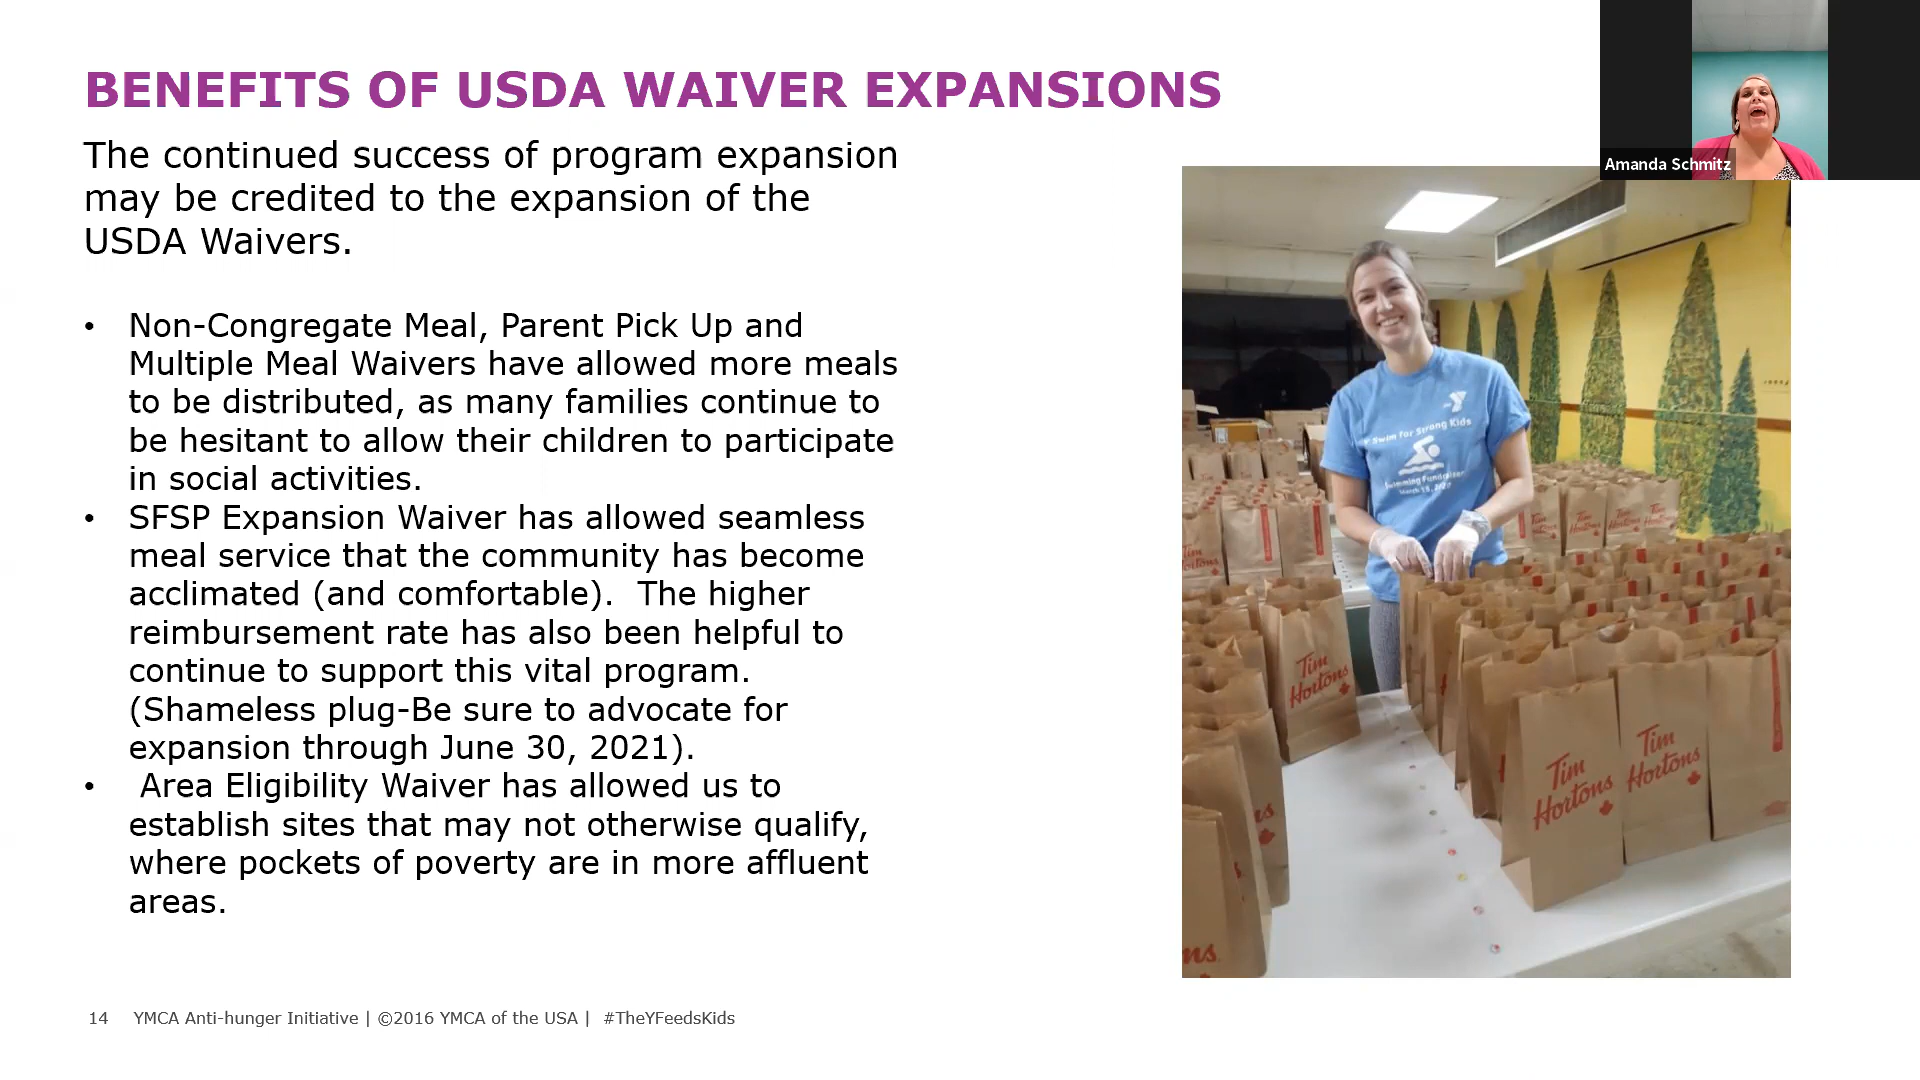 BENEFITS OF USDA WAIVER EXPANSIONS
The continued success of program expansion
may be credited to the expansion of the
USDA Waivers.
• Non-Congregate Meal, Parent Pick Up and
Multiple Meal Waivers have allowed more meals
to be distributed, as many families continue to
be hesitant to allow their children to participate
in social activities.
• SFSP Expansion Waiver has allowed seamless
meal service that the community has become
acclimated (and comfortable).  The higher
reimbursement rate has also been helpful to
continue to support this vital program.
(Shameless plug-Be sure to advocate for
expansion through June 30, 2021).
• Area Eligibility Waiver has allowed us to
establish sites that may not otherwise qualify,
where pockets of poverty are in more affluent
areas.
Amanda Schmitz
Swim for Strong Kids
Swimming Fundraiser
Tim
Hortons
Tim
Hortons
Tim
Hortons
14 YMCA Anti-hunger Initiative | ©2016 YMCA of the USA | #TheYFeedsKids